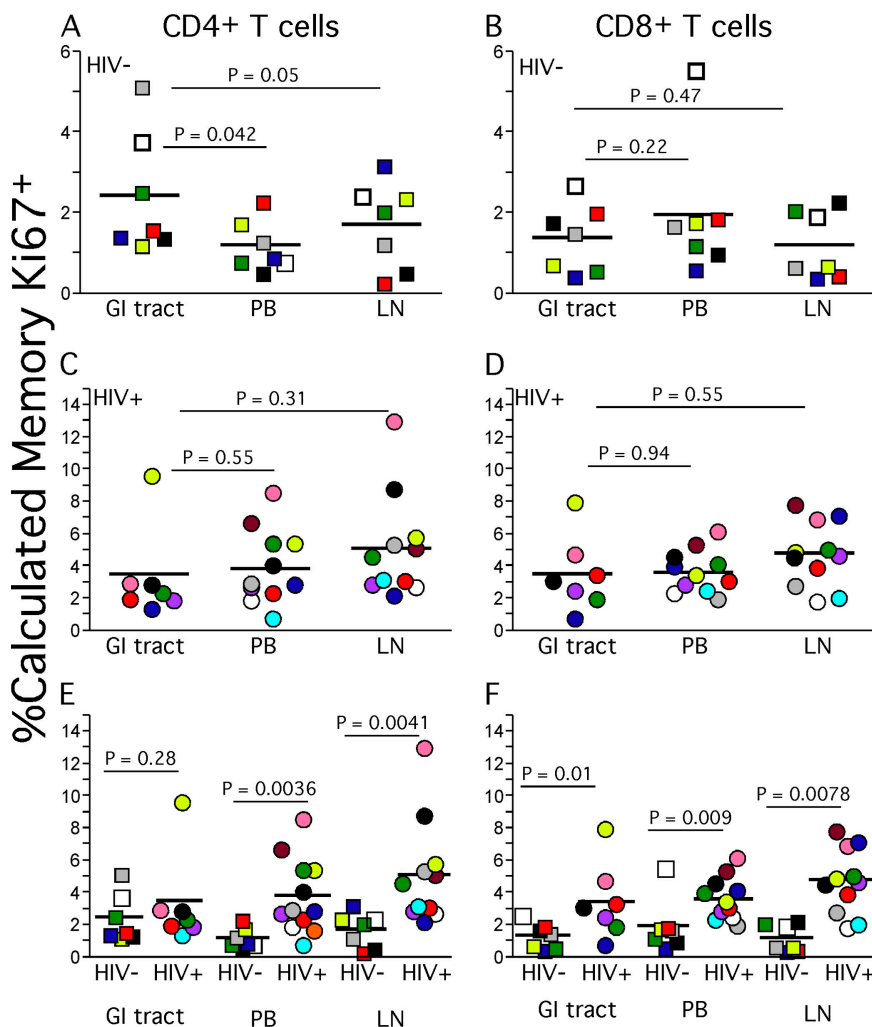 A CD4+ T cells
B CD8+ T cells
%Calculated Memory Ki67+
6
HIV-
P = 0.05
4
P = 0.042
2
0
GI tract PB LN
6
HIV-
P = 0.47
4
P = 0.22
2
0
GI tract PB LN
C
HIV+
14
P = 0.31
12
10
P = 0.55
8
6
4
2
0
GI tract PB LN
D
HIV+
14
P = 0.55
12
10
P = 0.94
8
6
4
2
0
GI tract PB LN
E
14
P = 0.0041
12
P = 0.28
10
P = 0.0036
8
6
4
2
0
HIV- HIV+ HIV- HIV+ HIV- HIV+
GI tract PB LN
F
14
12
P = 0.01
10
P = 0.0078
P = 0.009
8
6
4
2
0
HIV- HIV+ HIV- HIV+ HIV- HIV+
GI tract PB LN